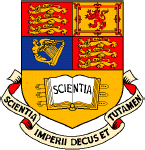 SCIENTIA
SCIENTIA IMPERII DECUS ET TUTAMEN